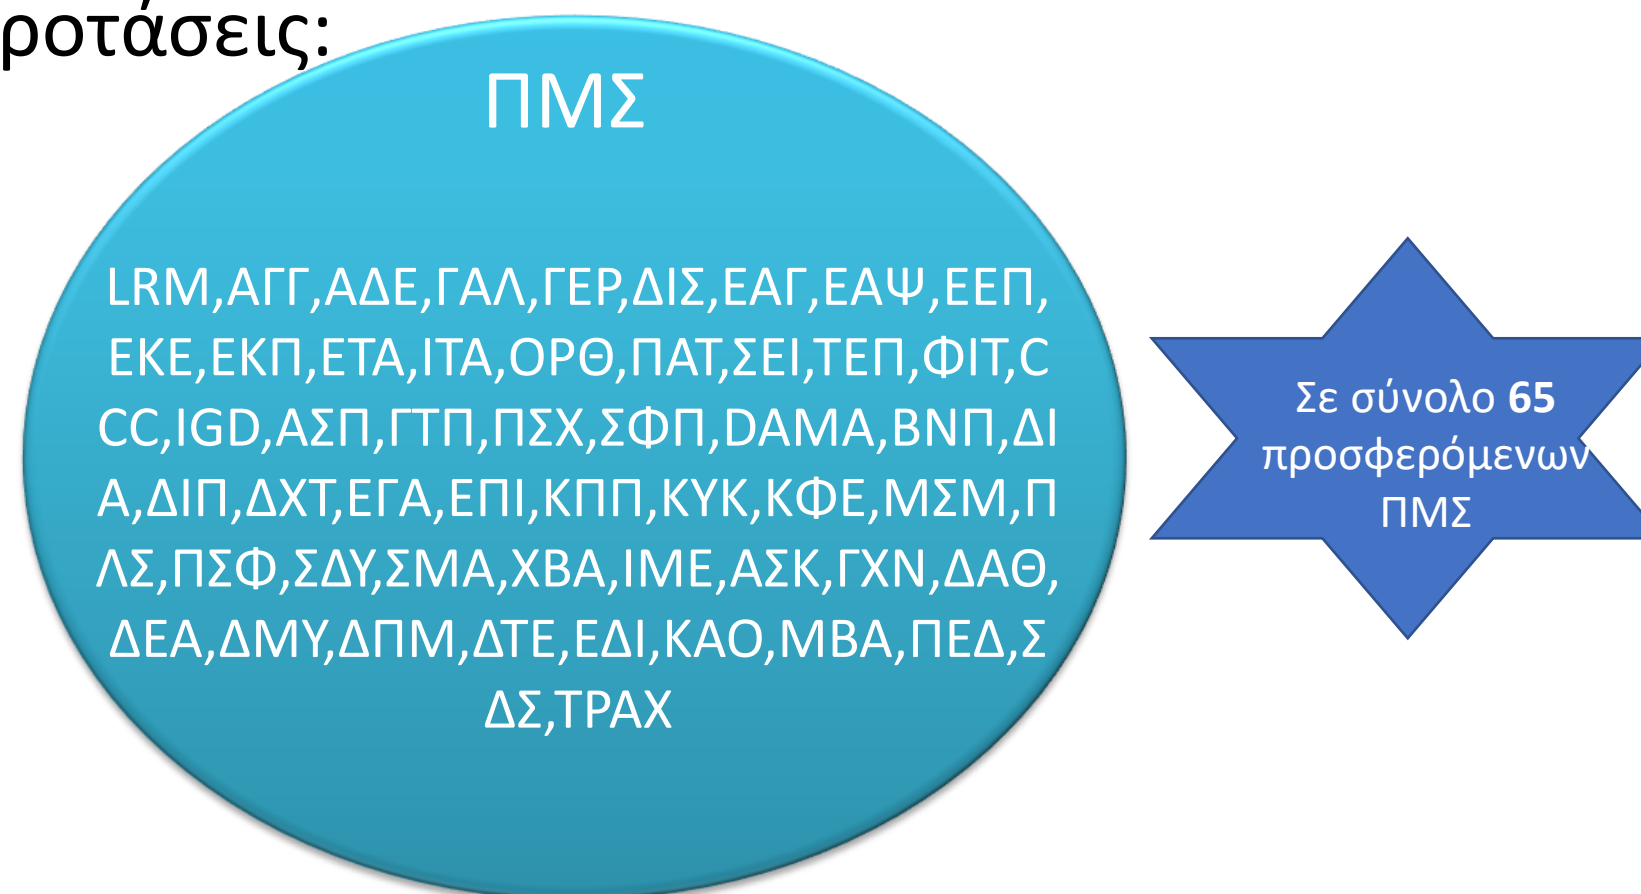 ροτάσεις:
ΠΜΣ
LRM,ΑΓΓ,ΑΔΕ,ΓΑΛ,ΓΕΡ,ΔΙΣ,ΕΑΓ,ΕΑΨ,ΕΕΠ,
ΕΚΕ,ΕΚΠ,ΕΤΑ,ΙΤΑ,ΟΡΘ,ΠΑΤ,ΣΕΙ,ΤΕΠ,ΦΙΤ,C
CC,IGD,ΑΣΠ,ΓΤΠ,ΠΣΧ,ΣΦΠ,DAMA,ΒΝΠ,ΔΙ
Α,ΔΙΠ,ΔΧΤ,ΕΓΑ,ΕΠΙ,ΚΠΠ,ΚΥΚ,ΚΦΕ,ΜΣΜ,Π
ΛΣ,ΠΣΦ,ΣΔΥ,ΣΜΑ,ΧΒΑ,ΙΜΕ,ΑΣΚ,ΓΧΝ,ΔΑΘ,
ΔΕΑ,ΔΜΥ,ΔΠΜ,ΔΤΕ,ΕΔΙ,ΚΑΟ,MBA,ΠΕΔ,Σ
ΔΣ,ΤΡΑΧ
Σε σύνολο 65
προσφερόμενων
ΠΜΣ